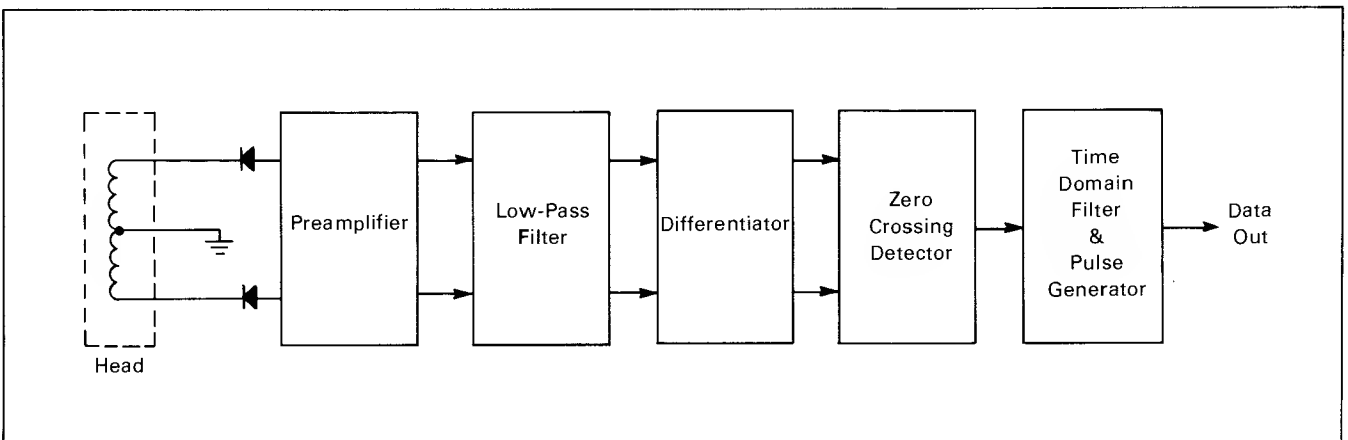 Head
Preamplifier
Low-Pass
Filter
Differentiator
Zero
Crossing
Detector
Time
Domain
Filter
&
Pulse
Generator
Data
Out